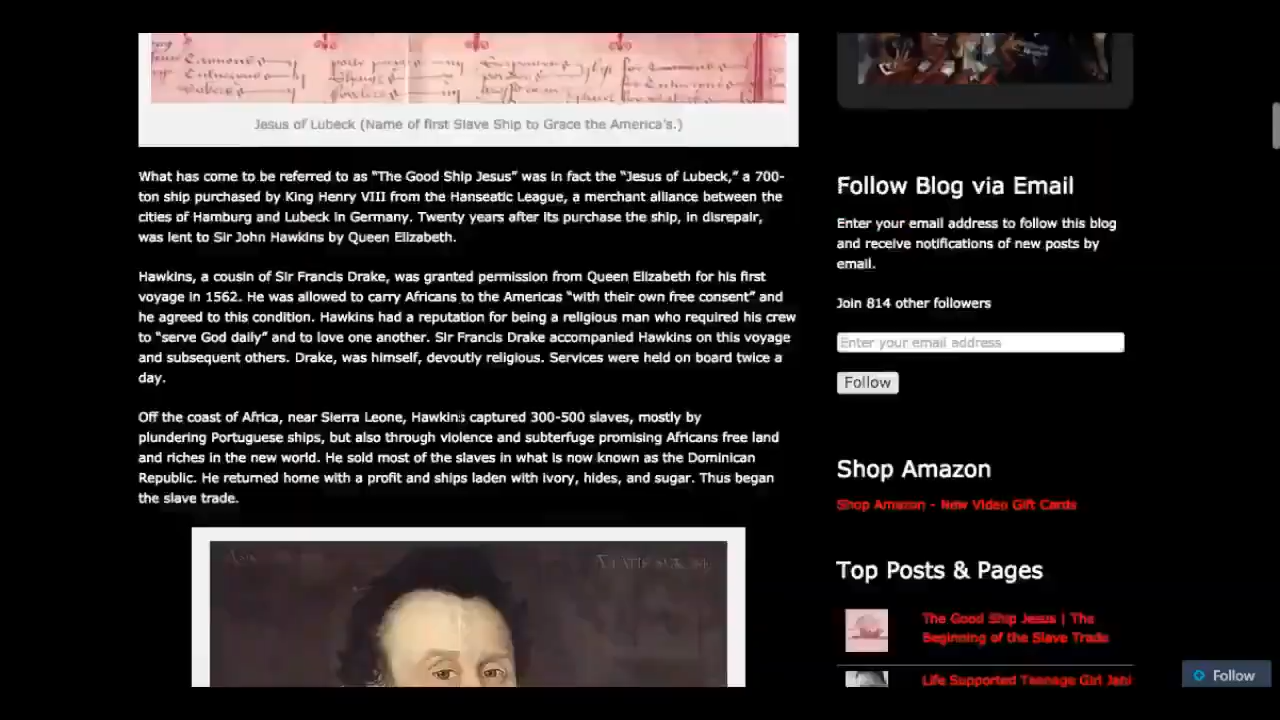 Jesus of Lubeck (Name of first Slave Ship to Grace the America's.)
What has come to be referred to as “The Good Ship Jesus” was in fact the “Jesus of Lubeck,” a 700-
ton ship purchased by King Henry VIII from the Hanseatic League, a merchant alliance between the
cities of Hamburg and Lubeck in Germany. Twenty years after its purchase the ship, in disrepair,
was lent to Sir John Hawkins by Queen Elizabeth.
Hawkins, a cousin of Sir Francis Drake, was granted permission from Queen Elizabeth for his first
voyage in 1562. He was allowed to carry Africans to the Americas “with their own free consent” and
he agreed to this condition. Hawkins had a reputation for being a religious man who required his crew
to “serve God daily” and to love one another. Sir Francis Drake accompanied Hawkins on this voyage
and subsequent others. Drake, was himself, devoutly religious. Services were held on board twice a
day.
Off the coast of Africa, near Sierra Leone, Hawkins captured 300-500 slaves, mostly by
plundering Portuguese ships, but also through violence and subterfuge promising Africans free land
and riches in the new world. He sold most of the slaves in what is now known as the Dominican
Republic. He returned home with a profit and ships laden with ivory, hides, and sugar. Thus began
the slave trade.
Follow Blog via Email
Enter your email address to follow this blog
and receive notifications of new posts by
email.
Join 814 other followers
Enter your email address
Follow
Shop Amazon
Shop Amazon - New Video Gift Cards
Top Posts & Pages
The Good Ship Jesus | The
Beginning of the Slave Trade
Life Supported Teenage Girl Jahi
Follow